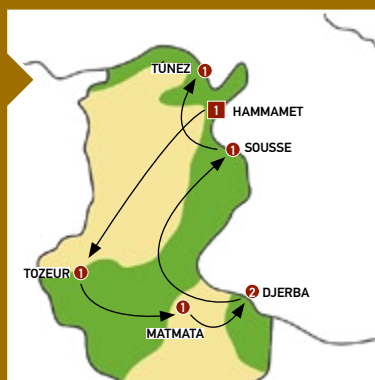 TÚNEZ 1
1 HAMMAMET
1 SOUSSE
TOZEUR 1
2 DJERBA
1
MATMATA